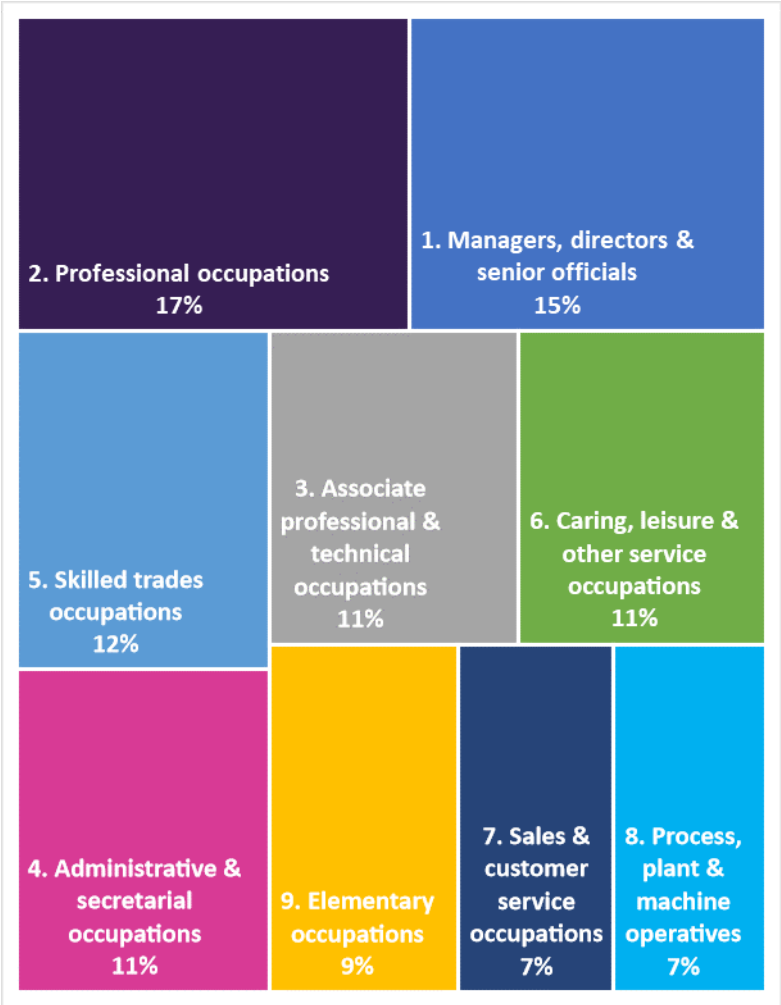 2. Professional occupations
17%
1. Managers, directors &
senior officials
15%
5. Skilled trades
occupations
12%
3. Associate
professional &
technical
occupations
11%
6. Caring, leisure &
other service
occupations
11%
4. Administrative &
secretarial
occupations
11%
9. Elementary
occupations
9%
7. Sales &
customer
service
occupations
7%
8. Process,
plant &
machine
operatives
7%